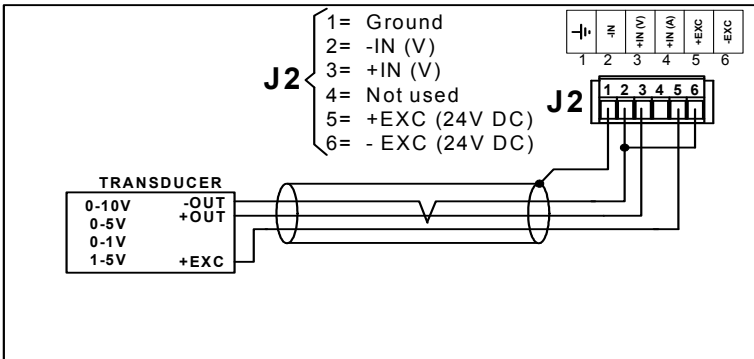 J2
1= Ground
2= -IN (V)
3= +IN (V)
4= Not used
5= +EXC (24V DC)
6= - EXC (24V DC)
-IN
+IN (V)
+IN (A)
+EXC
-EXC
1 2 3 4 5 6
J2
1 2 3 4 5 6
TRANSDUCER
0-10V -OUT
+OUT
0-5V
0-1V
1-5V +EXC